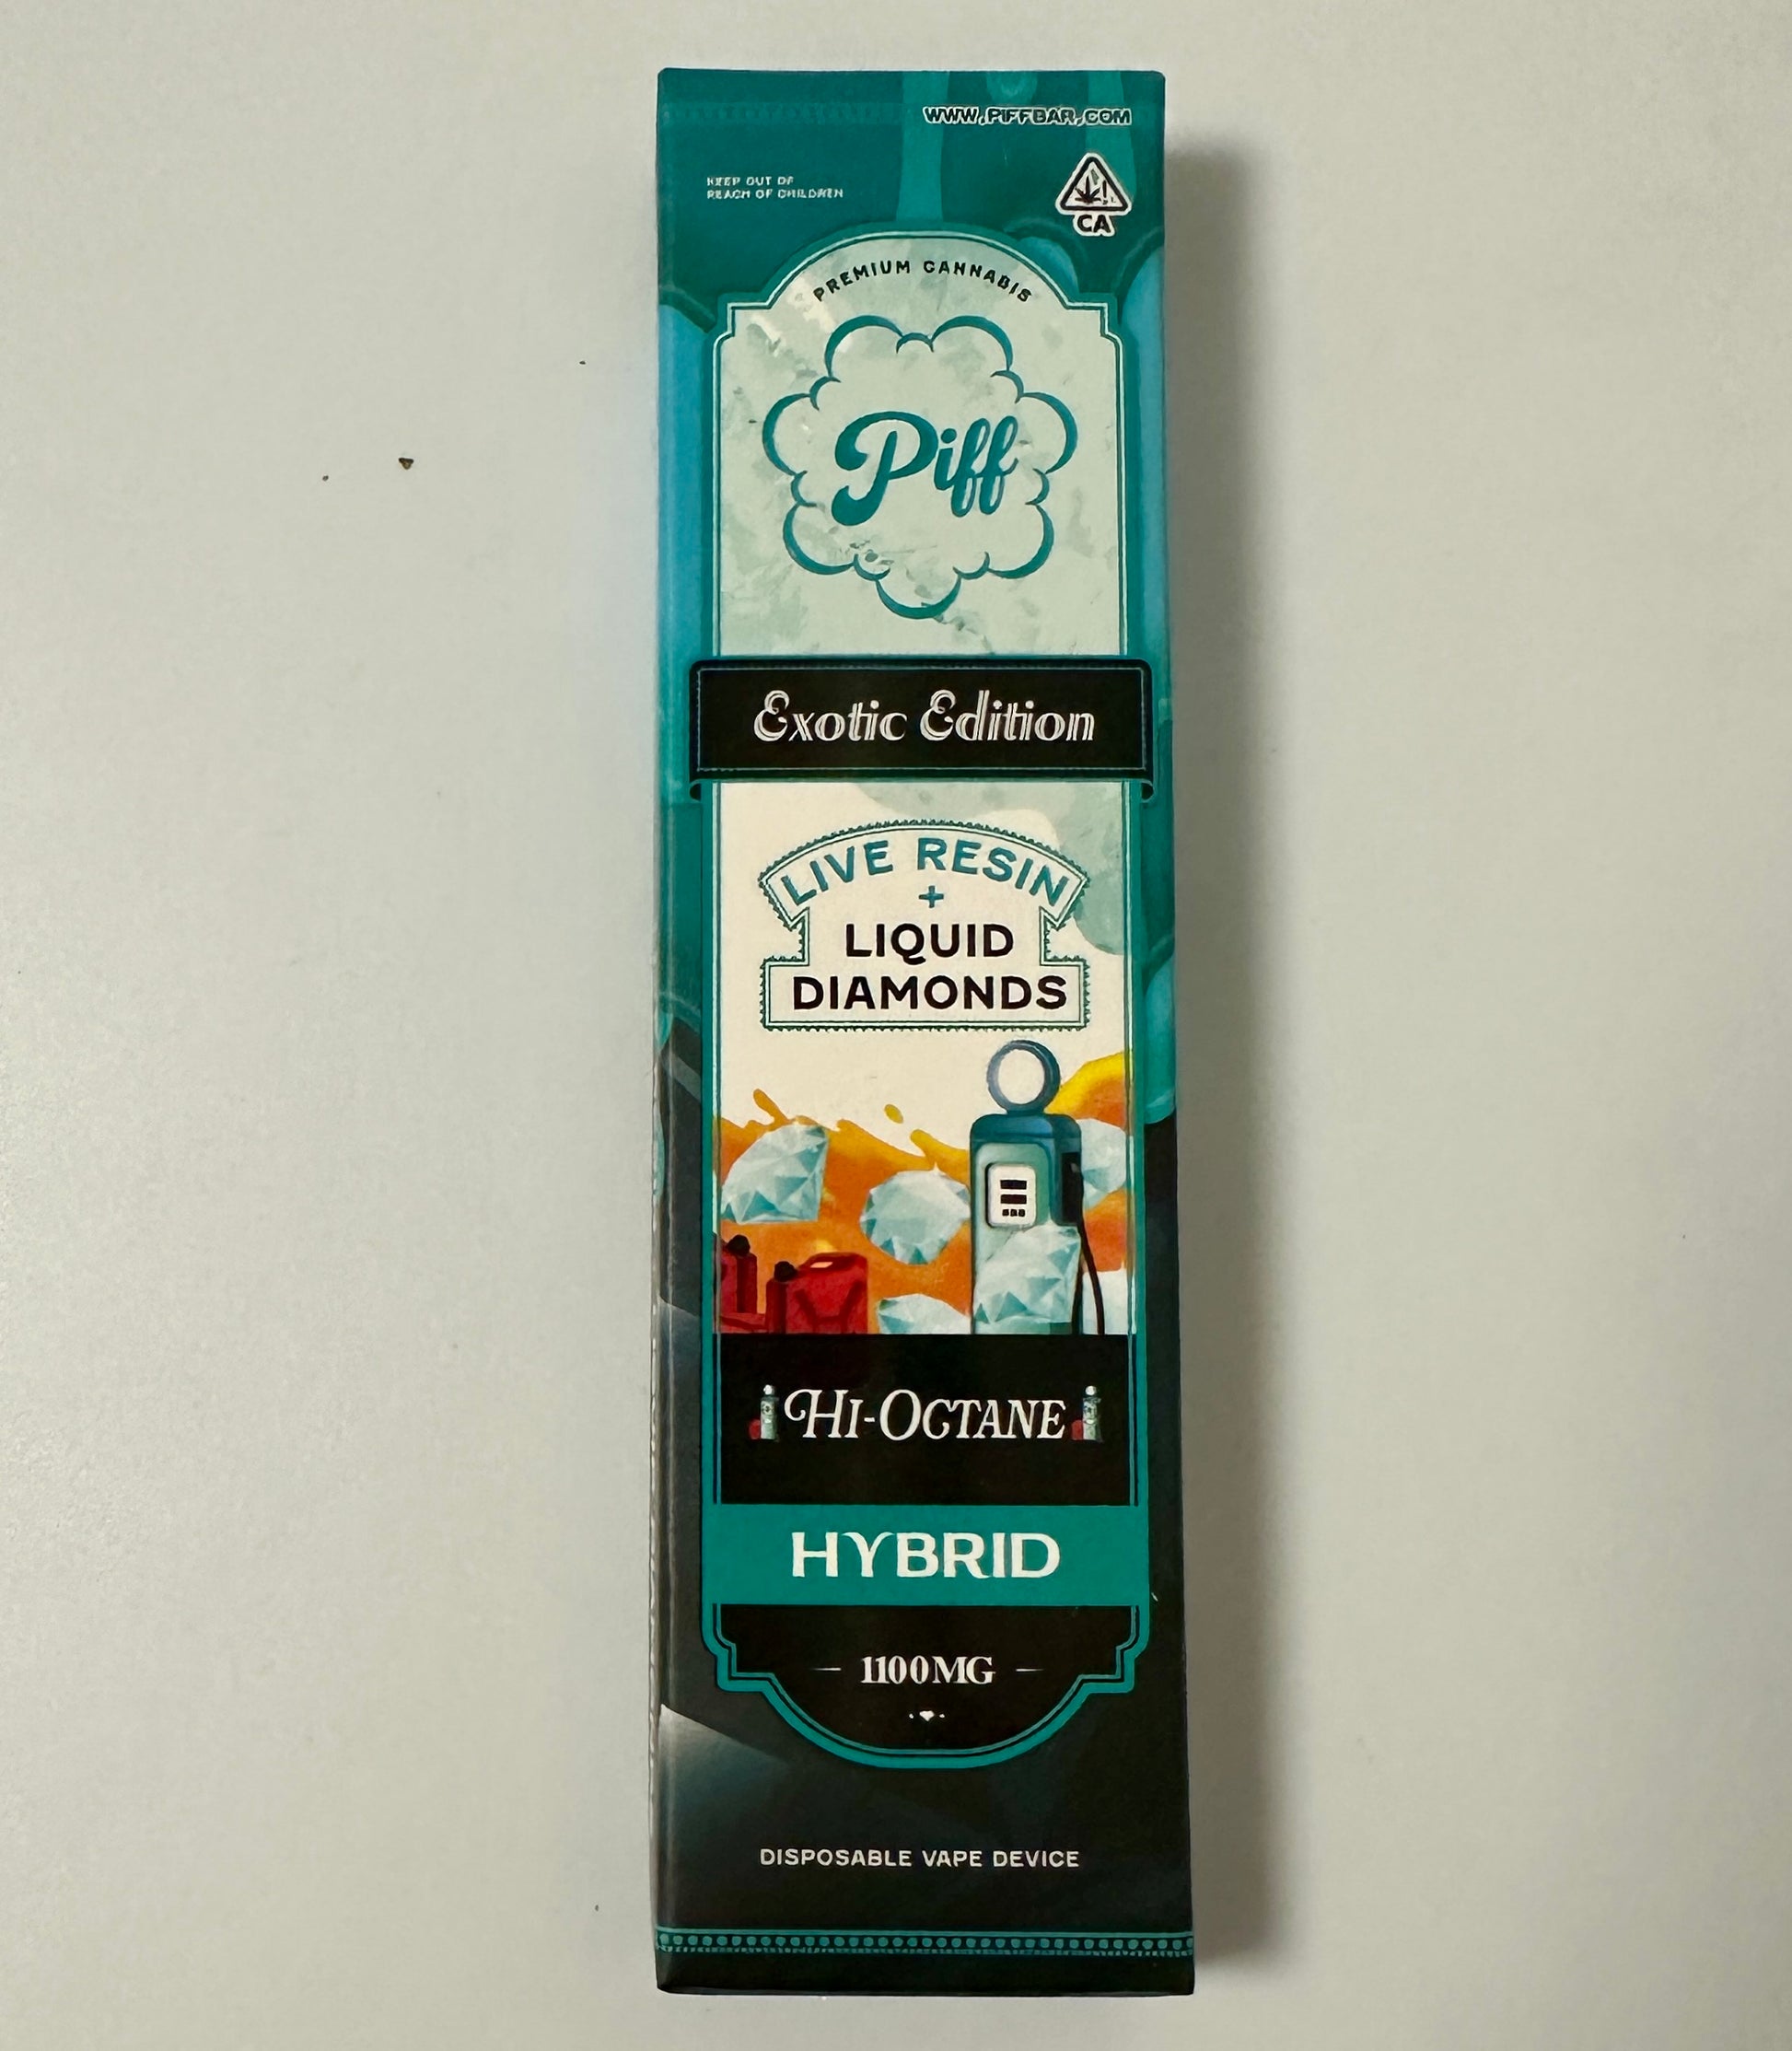 WWW.PIFFBAR.COM
KEEP OUT OF
REACH OF CHILDREN
CA
PREMIUM CANNABIS
Piff
Exotic Edition
LIVE RESIN
+
LIQUID
DIAMONDS
HI-OCTANE
HYBRID
1100MG
DISPOSABLE VAPE DEVICE